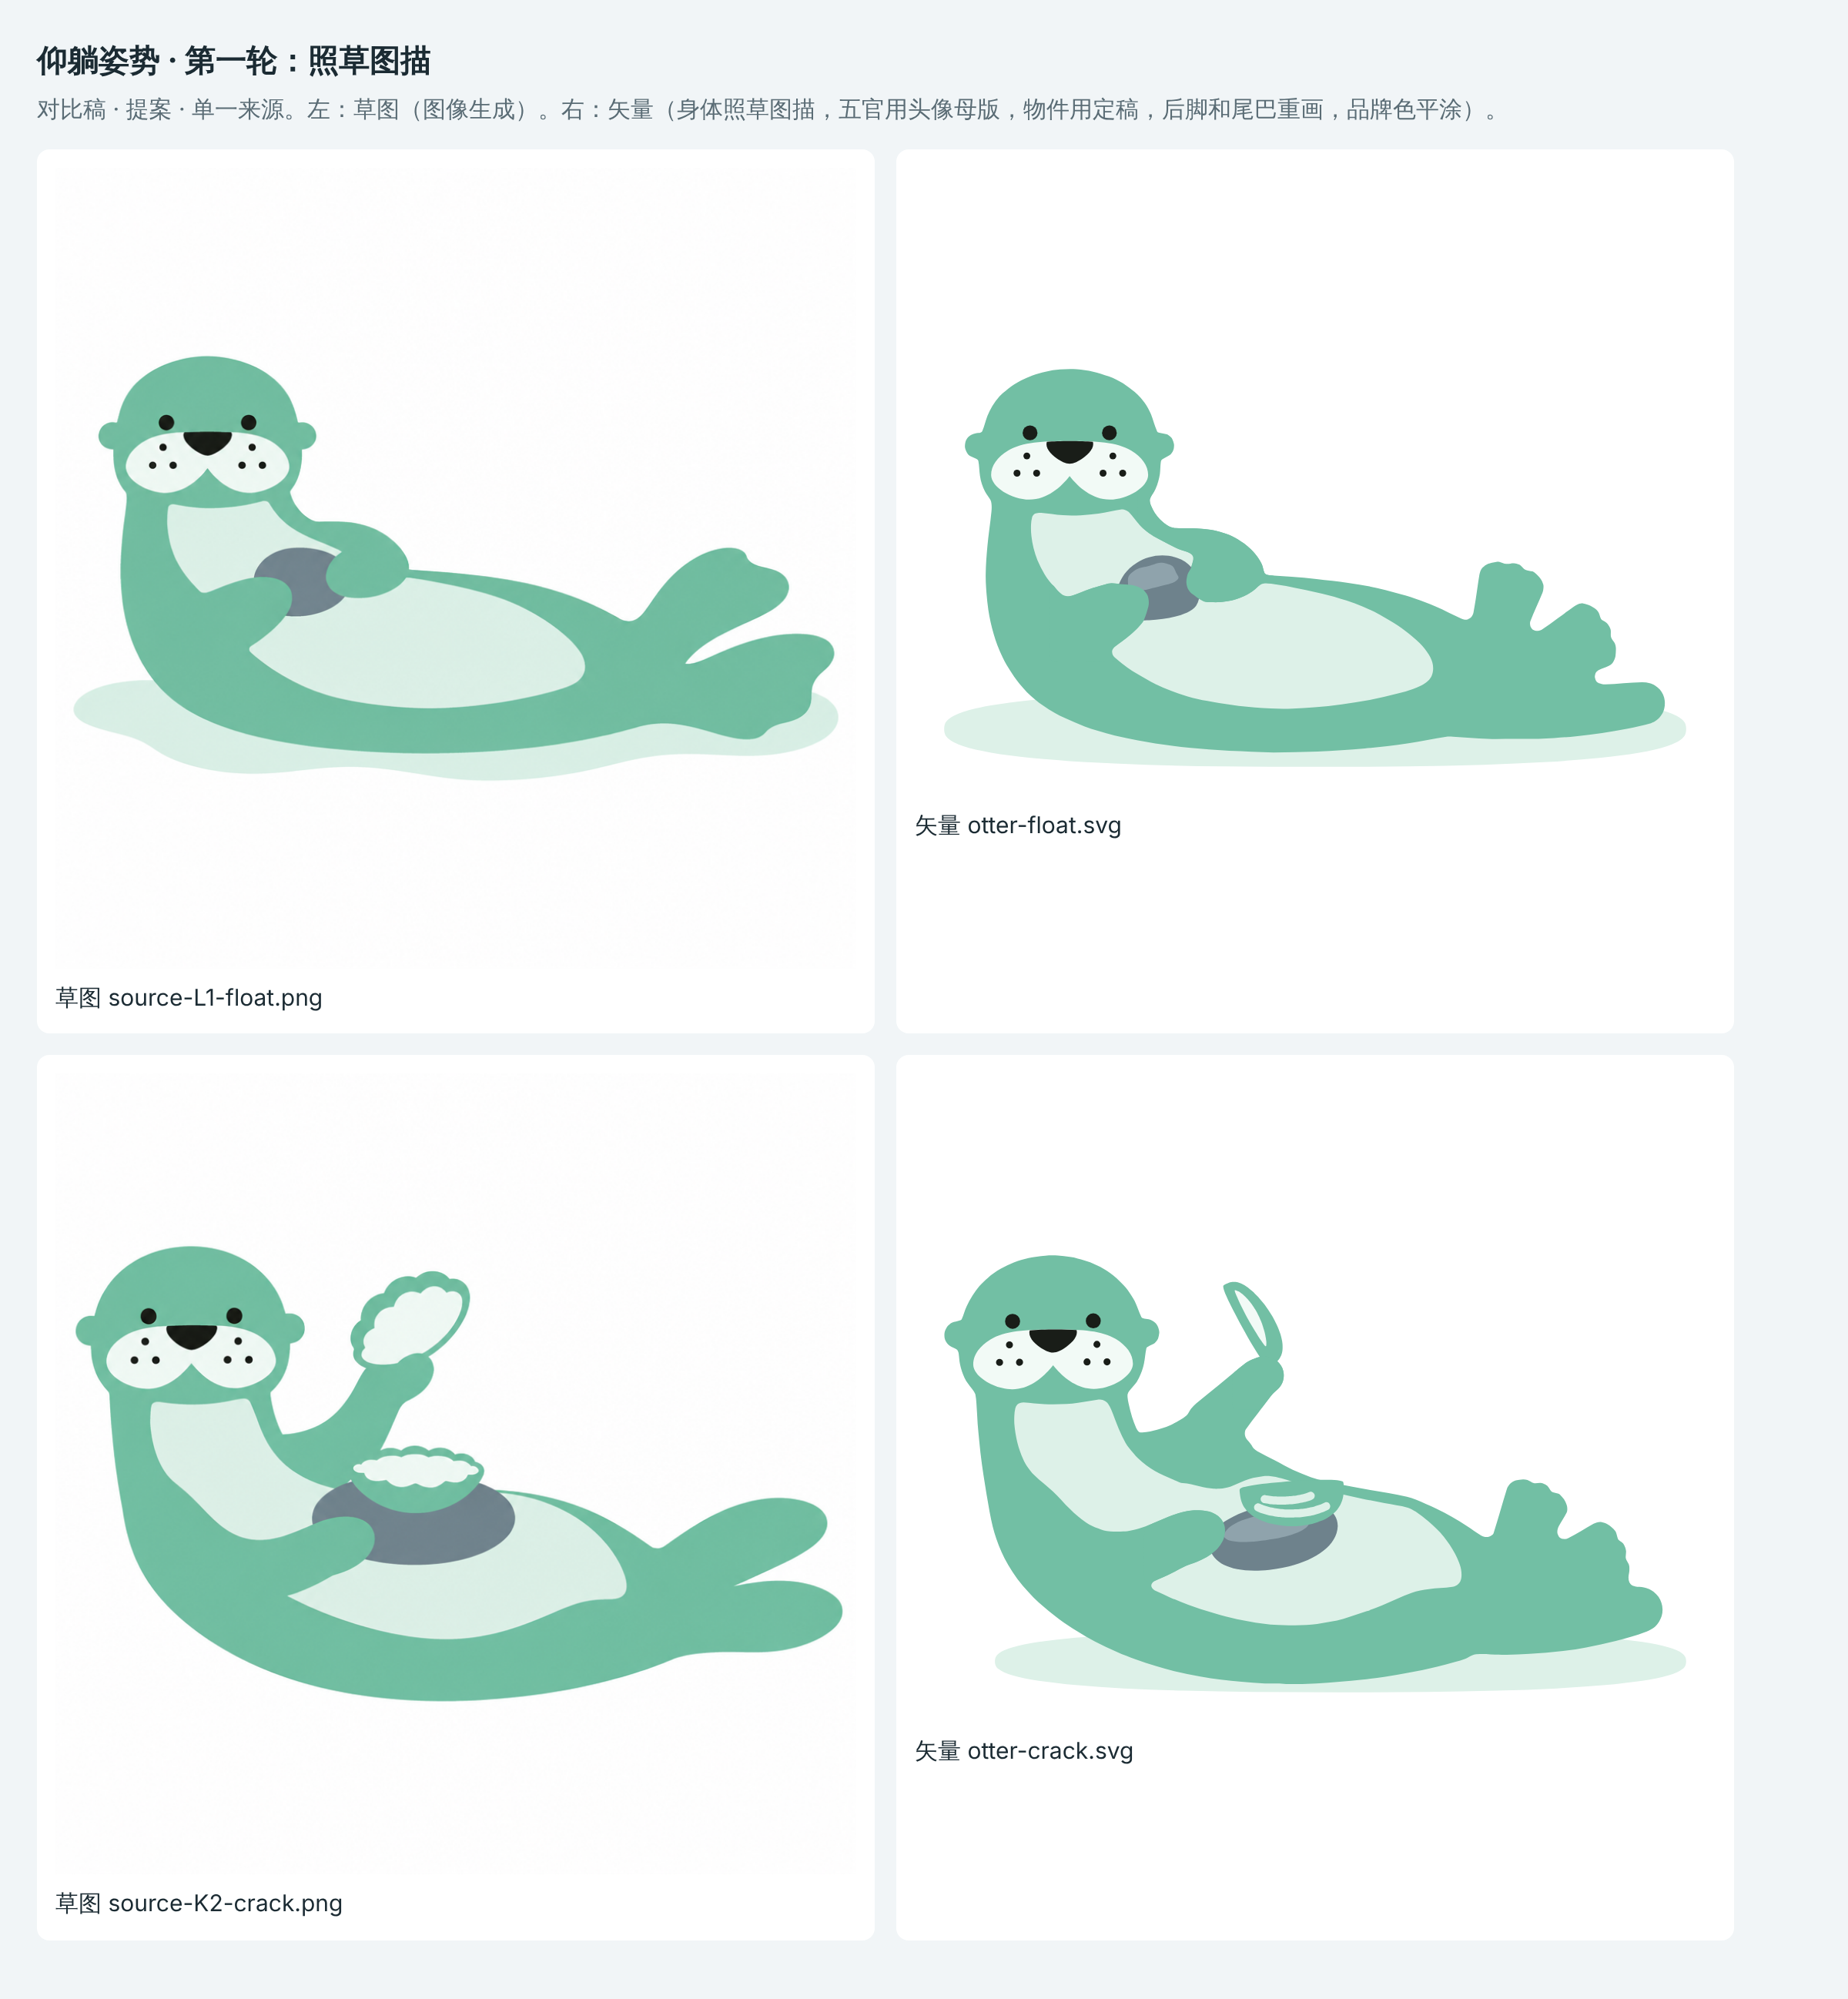 仰躺姿势 · 第一轮：照草图描
对比稿 · 提案 · 单一来源。左：草图（图像生成）。右：矢量（身体照草图描，五官用头像母版，物件用定稿，后脚和尾巴重画，品牌色平涂）。
矢量 otter-float.svg
草图 source-L1-float.png
矢量 otter-crack.svg
草图 source-K2-crack.png